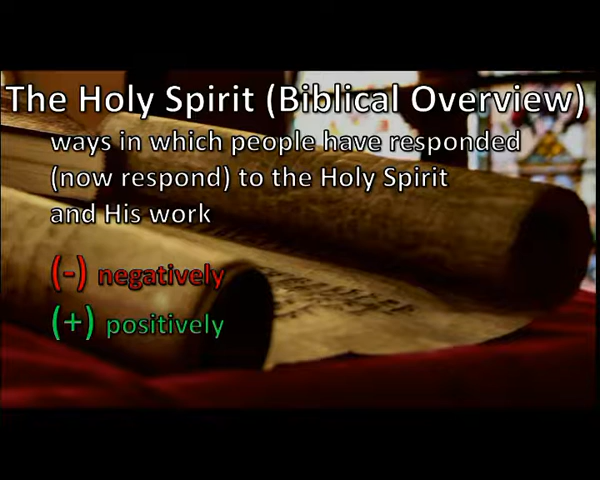 The Holy Spirit (Biblical Overview)
ways in which people have responded
(now respond) to the Holy Spirit
and His work
(-) negatively
(+) positively